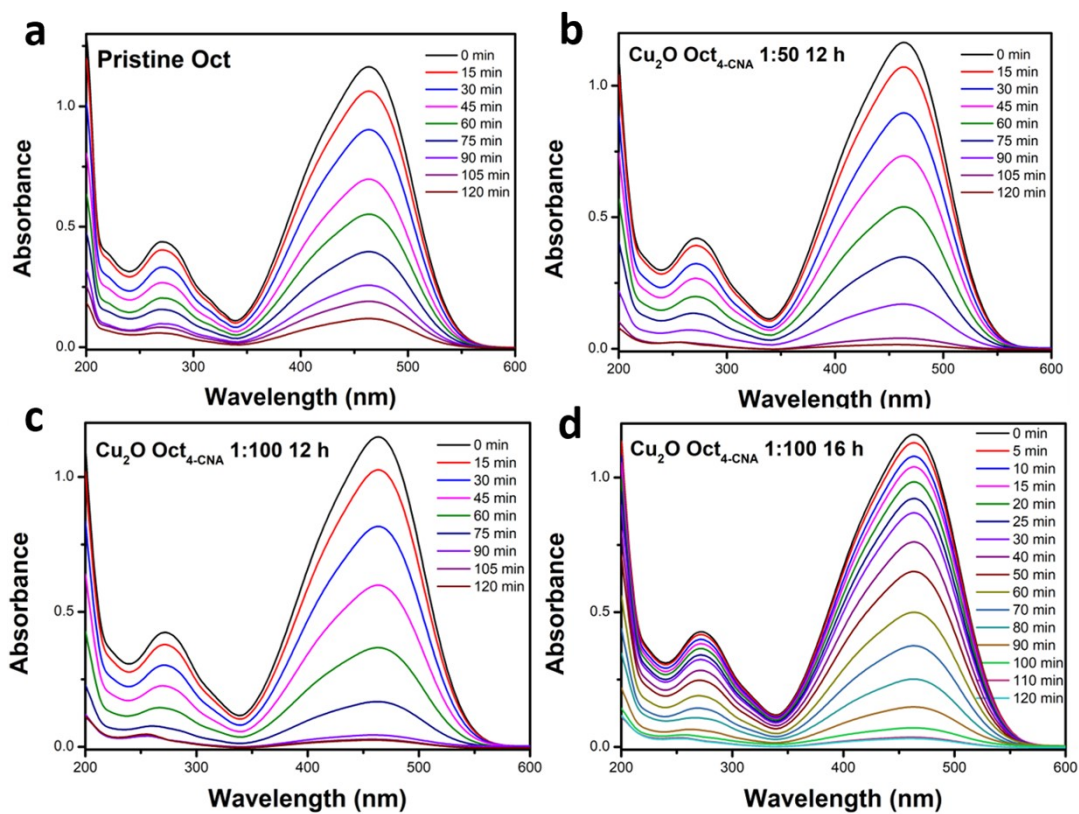 a
Pristine Oct
0 min
15 min
30 min
45 min
60 min
75 min
90 min
105 min
120 min
1.0
0.5
0.0
200
300
400
500
600
Absorbance
Wavelength (nm)
b
Cu₂O Oct₄₋CNA 1:50 12 h
0 min
15 min
30 min
45 min
60 min
75 min
90 min
105 min
120 min
1.0
0.5
0.0
200
300
400
500
600
Absorbance
Wavelength (nm)
c
Cu₂O Oct₄₋CNA 1:100 12 h
0 min
15 min
30 min
45 min
60 min
75 min
90 min
105 min
120 min
1.0
0.5
0.0
200
300
400
500
600
Absorbance
Wavelength (nm)
d
Cu₂O Oct₄₋CNA 1:100 16 h
0 min
5 min
10 min
15 min
20 min
25 min
30 min
40 min
50 min
60 min
70 min
80 min
90 min
100 min
110 min
120 min
1.0
0.5
0.0
200
300
400
500
600
Absorbance
Wavelength (nm)